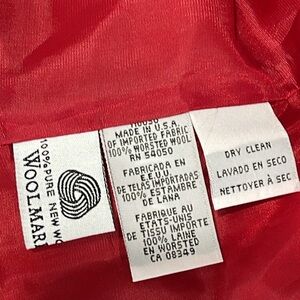 100% PURE NEW WO
WOOLMAR
MADE IN U.S.A.
OF IMPORTED FABRIC
100% WORSTED WOOL
RN 54050
FABRICADA EN
E.E.U.U
DE TELAS IMPORTADAS
100% ESTAMBRE
DE LANA
FABRIQUE AU
ETATS-UNIS
DE TISSU IMPORTE
100% LAINE
EN WORSTED
CA 08349
DRY CLEAN
LAVADO EN SECO
NETTOYER À SEC